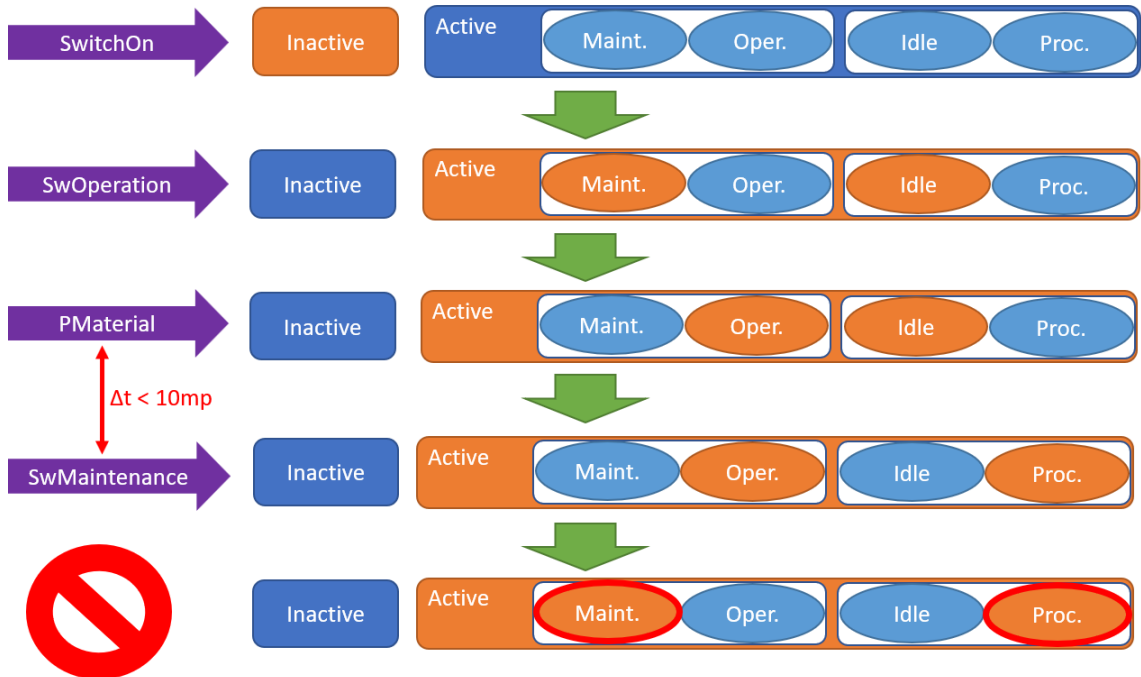 SwitchOn
Inactive
Active
Maint.
Oper.
Idle
Proc.
SwOperation
Inactive
Active
Maint.
Oper.
Idle
Proc.
PMaterial
Inactive
Active
Maint.
Oper.
Idle
Proc.
Δt < 10mp
SwMaintenance
Inactive
Active
Maint.
Oper.
Idle
Proc.
Inactive
Active
Maint.
Oper.
Idle
Proc.